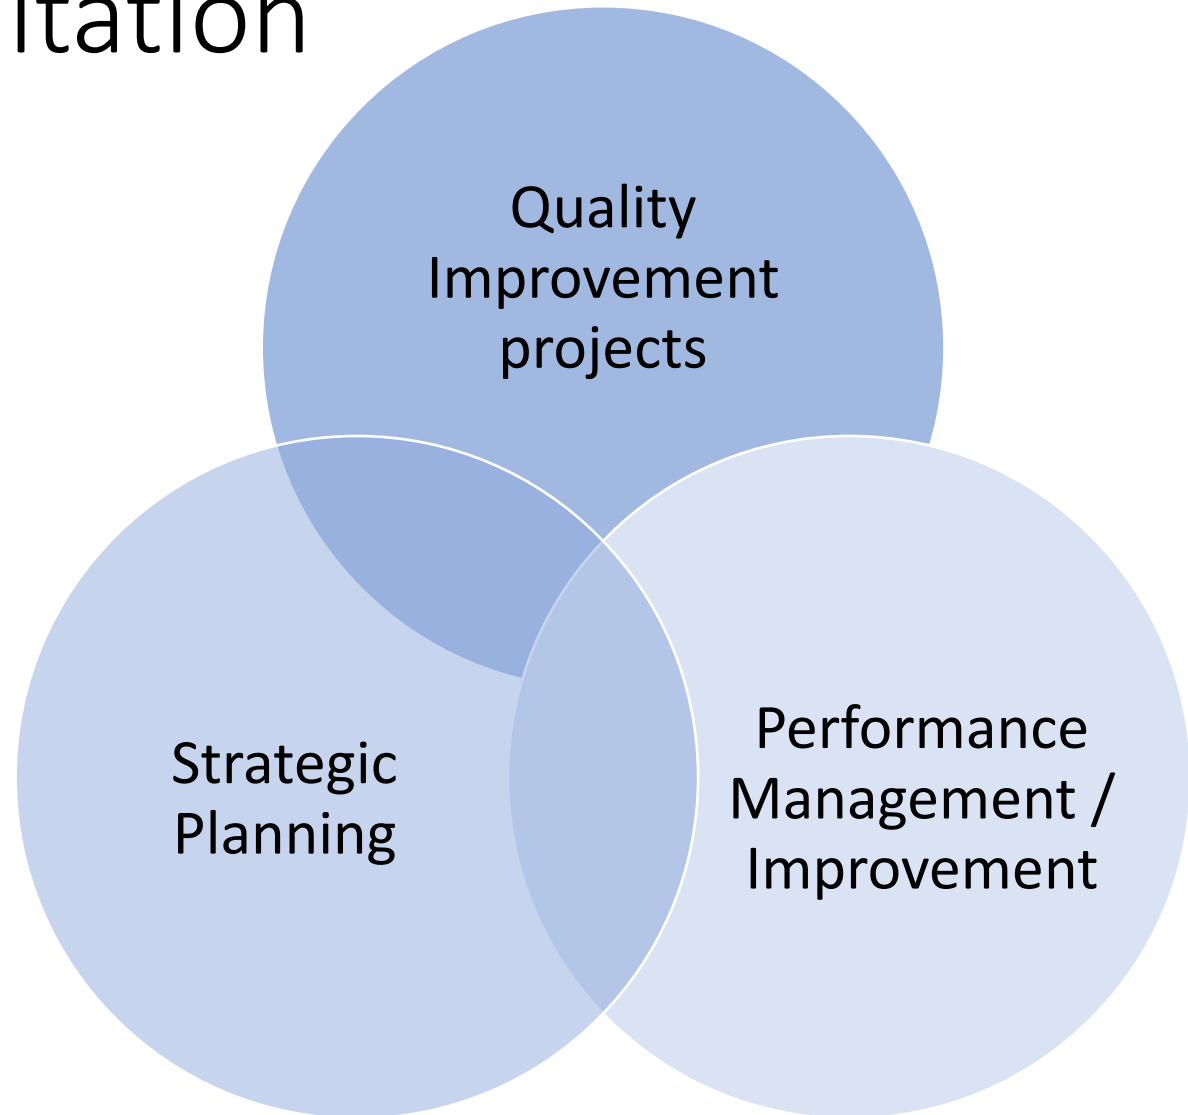 itation
Quality
Improvement
projects
Strategic
Planning
Performance
Management /
Improvement